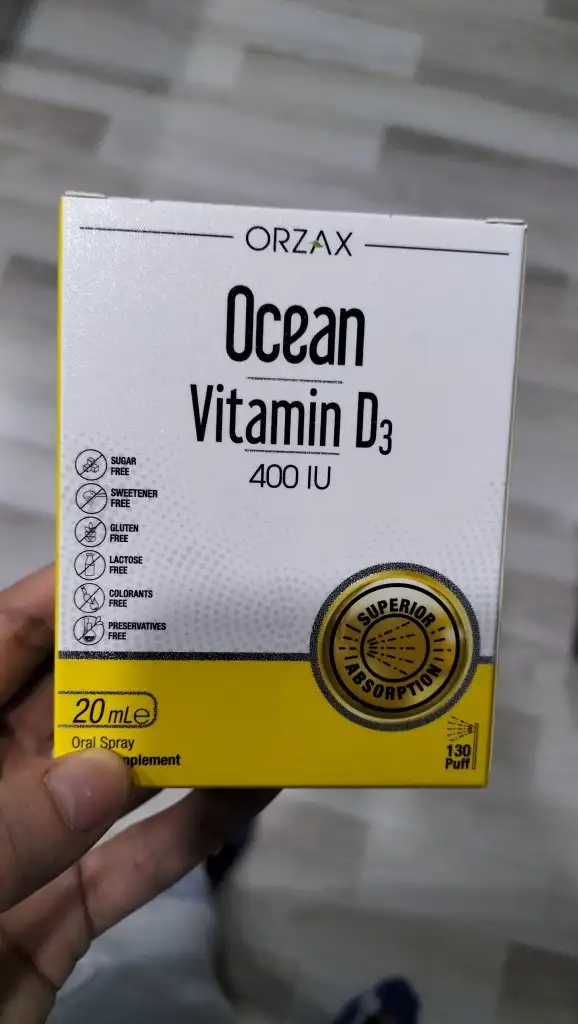 ORZAX
Ocean
Vitamin D3
400 IU
SUGAR
FREE
SWEETENER
FREE
GLUTEN
FREE
LACTOSE
FREE
COLORANTS
FREE
PRESERVATIVES
FREE
SUPERIOR
ABSORPTION
20 mL℮
Oral Spray
130
Puff